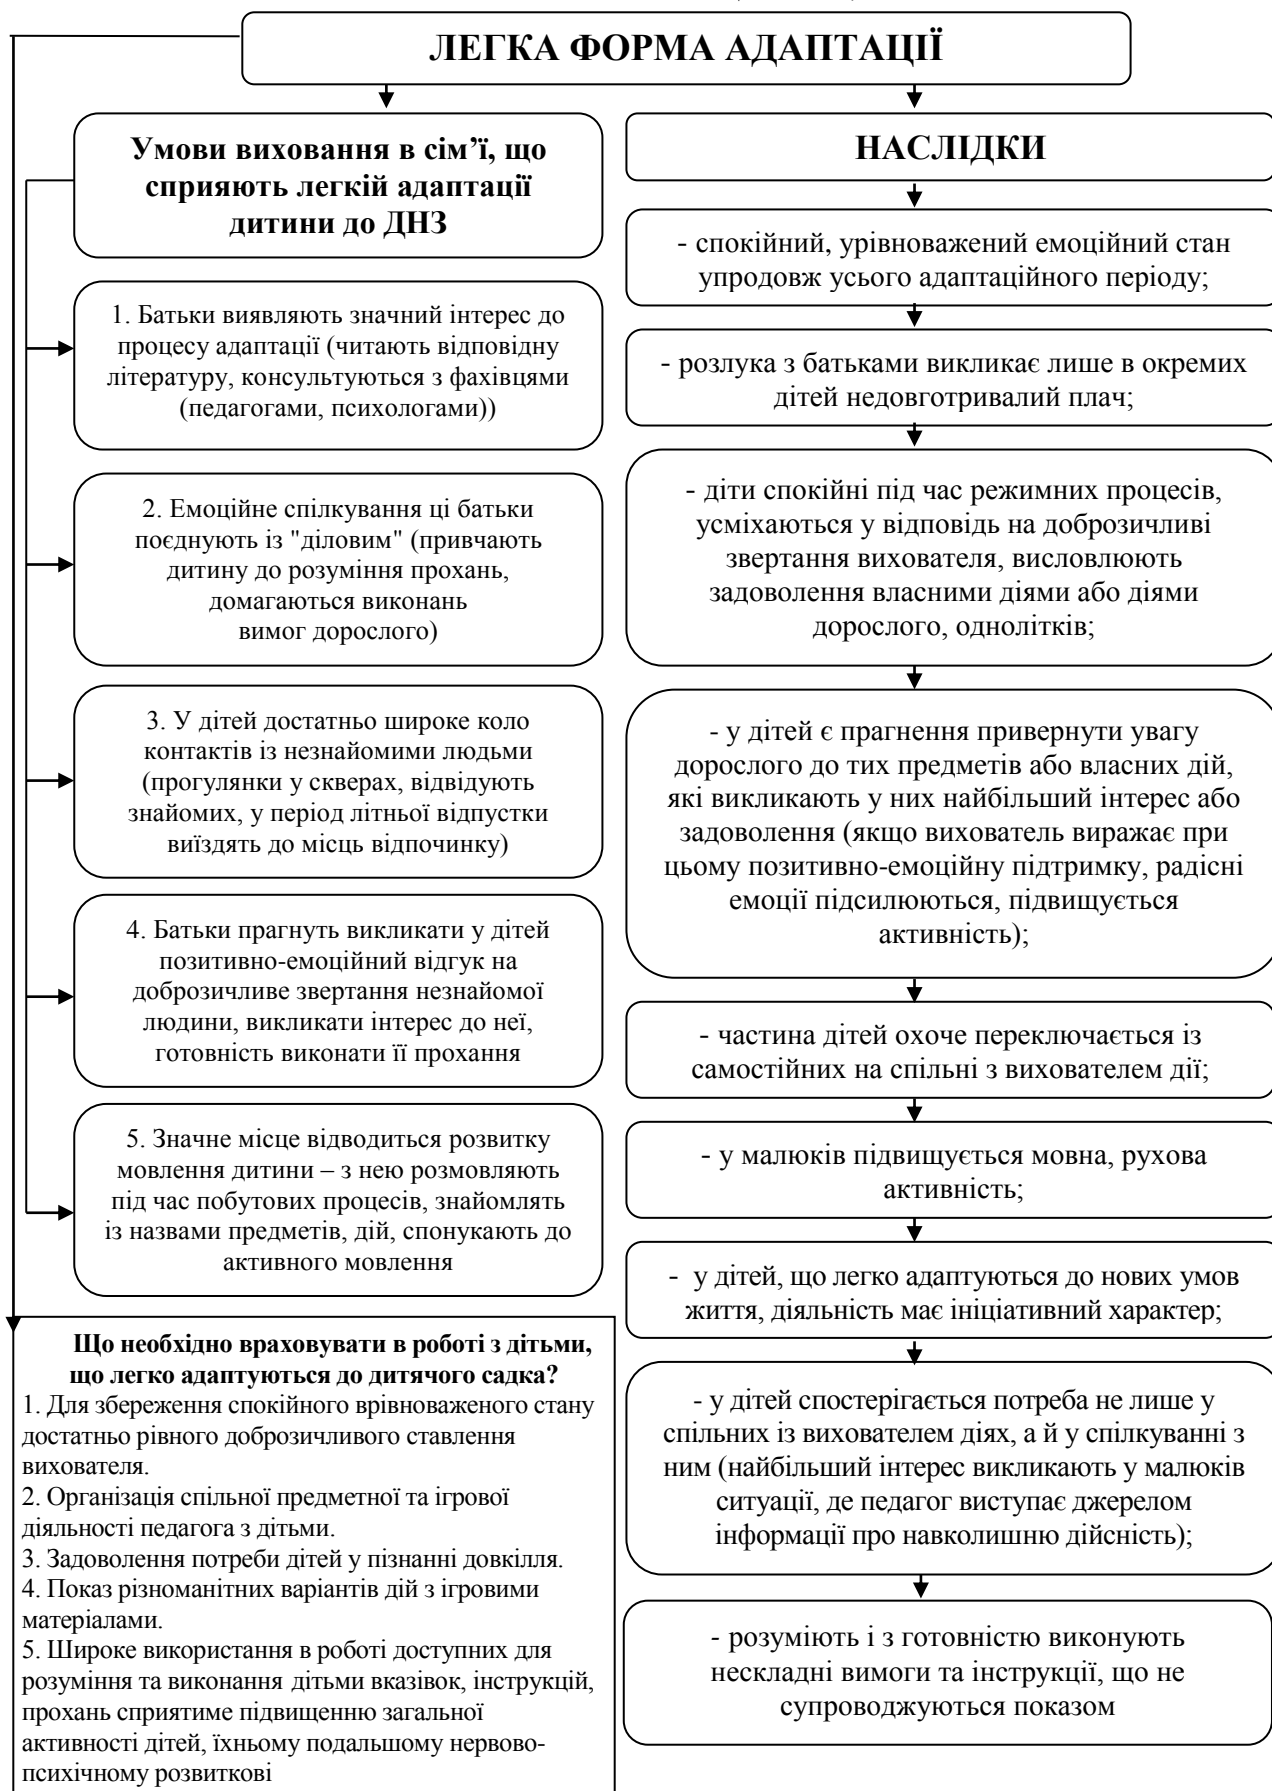 ЛЕГКА ФОРМА АДАПТАЦІЇ
Умови виховання в сім’ї, що
сприяють легкій адаптації
дитини до ДНЗ
1. Батьки виявляють значний інтерес до
процесу адаптації (читають відповідну
літературу, консультуються з фахівцями
(педагогами, психологами))
2. Емоційне спілкування ці батьки
поєднують із "діловим" (привчають
дитину до розуміння прохань,
домагаються виконань
вимог дорослого)
3. У дітей достатньо широке коло
контактів із незнайомими людьми
(прогулянки у скверах, відвідують
знайомих, у період літньої відпустки
виїздять до місць відпочинку)
4. Батьки прагнуть викликати у дітей
позитивно-емоційний відгук на
доброзичливе звертання незнайомої
людини, викликати інтерес до неї,
готовність виконати її прохання
5. Значне місце відводиться розвитку
мовлення дитини – з нею розмовляють
під час побутових процесів, знайомлять
із назвами предметів, дій, спонукають до
активного мовлення
Що необхідно враховувати в роботі з дітьми,
що легко адаптуються до дитячого садка?
1. Для збереження спокійного врівноваженого стану
достатньо рівного доброзичливого ставлення
вихователя.
2. Організація спільної предметної та ігрової
діяльності педагога з дітьми.
3. Задоволення потреби дітей у пізнанні довкілля.
4. Показ різноманітних варіантів дій з ігровими
матеріалами.
5. Широке використання в роботі доступних для
розуміння та виконання дітьми вказівок, інструкцій,
прохань сприятиме підвищенню загальної
активності дітей, їхньому подальшому нервово-
психічному розвиткові
НАСЛІДКИ
- спокійний, урівноважений емоційний стан
упродовж усього адаптаційного періоду;
- розлука з батьками викликає лише в окремих
дітей недовготривалий плач;
- діти спокійні під час режимних процесів,
усміхаються у відповідь на доброзичливі
звертання вихователя, висловлюють
задоволення власними діями або діями
дорослого, однолітків;
- у дітей є прагнення привернути увагу
дорослого до тих предметів або власних дій,
які викликають у них найбільший інтерес або
задоволення (якщо вихователь виражає при
цьому позитивно-емоційну підтримку, радісні
емоції підсилюються, підвищується
активність);
- частина дітей охоче переключається із
самостійних на спільні з вихователем дії;
- у малюків підвищується мовна, рухова
активність;
- у дітей, що легко адаптуються до нових умов
життя, діяльність має ініціативний характер;
- у дітей спостерігається потреба не лише у
спільних із вихователем діях, а й у спілкуванні з
ним (найбільший інтерес викликають у малюків
ситуації, де педагог виступає джерелом
інформації про навколишню дійсність);
- розуміють і з готовністю виконують
нескладні вимоги та інструкції, що не
супроводжуються показом